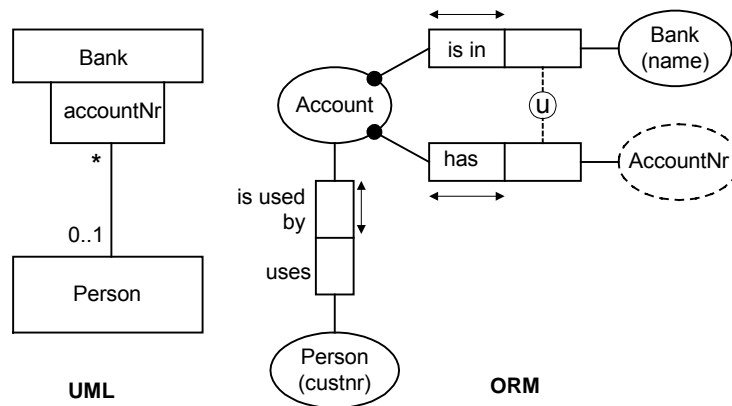 Bank
accountNr
*
0..1
Person
UML
is in
Bank
(name)
Account
u
has
AccountNr
is used
by
uses
Person
(custnr)
ORM